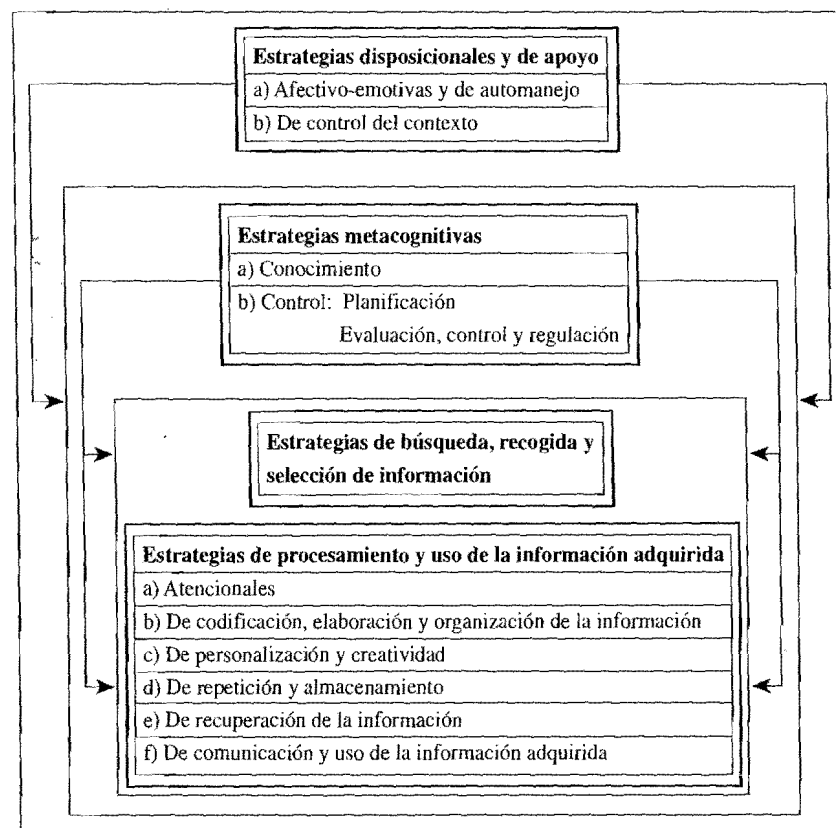 Estrategias disposicionales y de apoyo
a) Afectivo-emotivas y de automanejo
b) De control del contexto
Estrategias metacognitivas
a) Conocimiento
b) Control: Planificación
Evaluación, control y regulación
Estrategias de búsqueda, recogida y
selección de información
Estrategias de procesamiento y uso de la información adquirida
a) Atencionales
b) De codificación, elaboración y organización de la información
c) De personalización y creatividad
d) De repetición y almacenamiento
e) De recuperación de la información
f) De comunicación y uso de la información adquirida